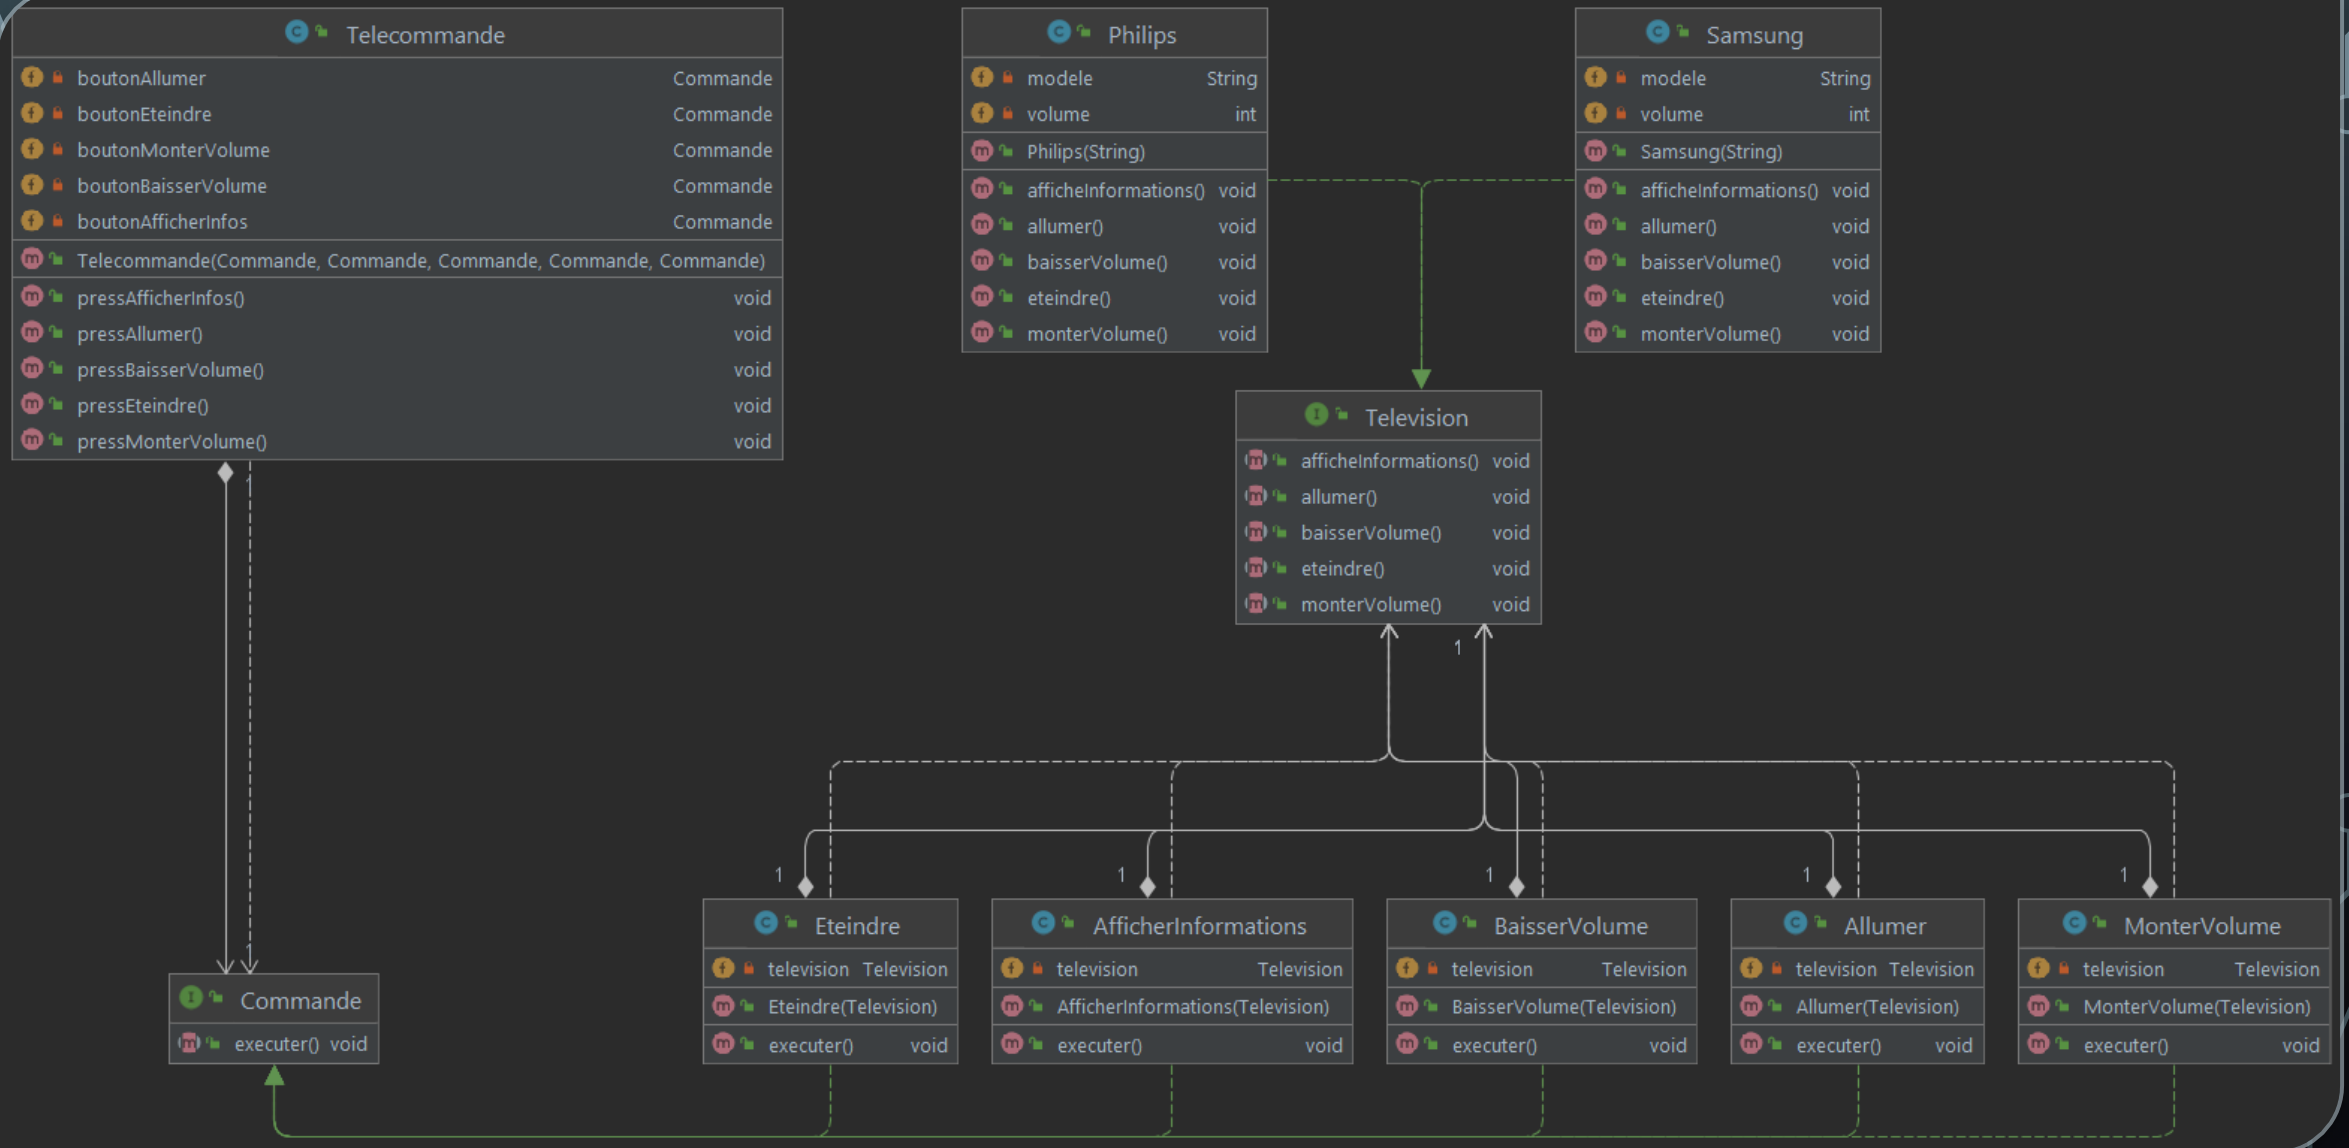 Telecommande
boutonAllumer Commande
boutonEteindre Commande
boutonMonterVolume Commande
boutonBaisserVolume Commande
boutonAfficherInfos Commande
Telecommande(Commande, Commande, Commande, Commande, Commande)
pressAfficherInfos() void
pressAllumer() void
pressBaisserVolume() void
pressEteindre() void
pressMonterVolume() void
Philips
modele String
volume int
Philips(String)
afficheInformations() void
allumer() void
baisserVolume() void
eteindre() void
monterVolume() void
Samsung
modele String
volume int
Samsung(String)
afficheInformations() void
allumer() void
baisserVolume() void
eteindre() void
monterVolume() void
Television
afficheInformations() void
allumer() void
baisserVolume() void
eteindre() void
monterVolume() void
1
1
1
1
1
1
1
1
Commande
executer() void
Eteindre
television Television
Eteindre(Television)
executer() void
AfficherInformations
television Television
AfficherInformations(Television)
executer() void
BaisserVolume
television Television
BaisserVolume(Television)
executer() void
Allumer
television Television
Allumer(Television)
executer() void
MonterVolume
television Television
MonterVolume(Television)
executer() void